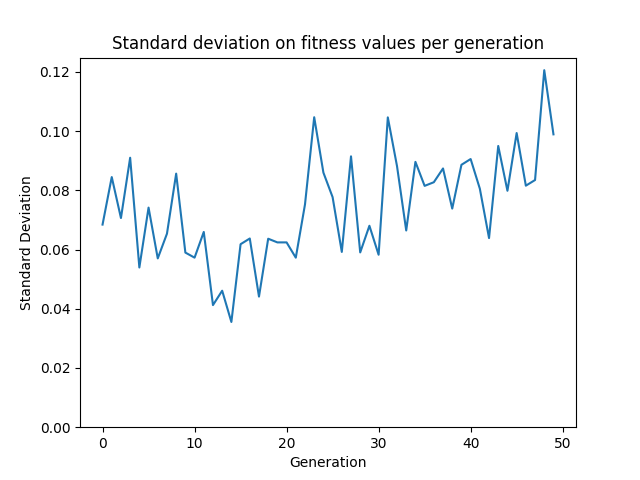 Standard deviation on fitness values per generation
0.12
0.10
0.08
0.06
0.04
0.02
0.00
Standard Deviation
0 10 20 30 40 50
Generation